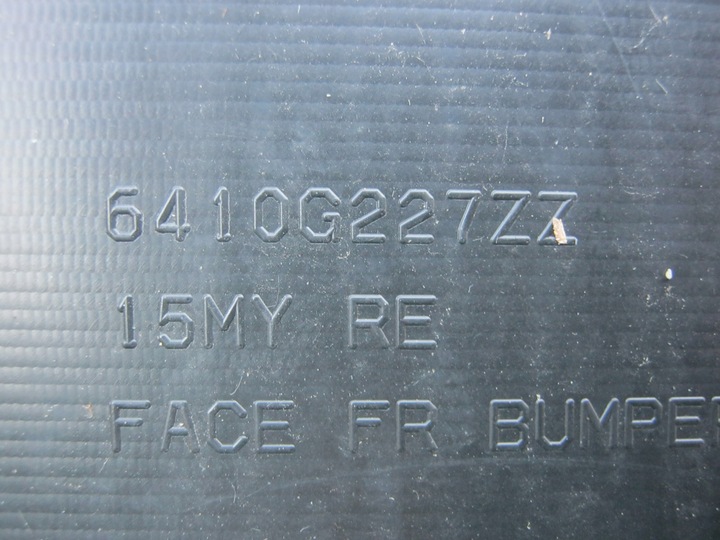 6410G227ZZ
15MY RE
FACE FR BUMPER